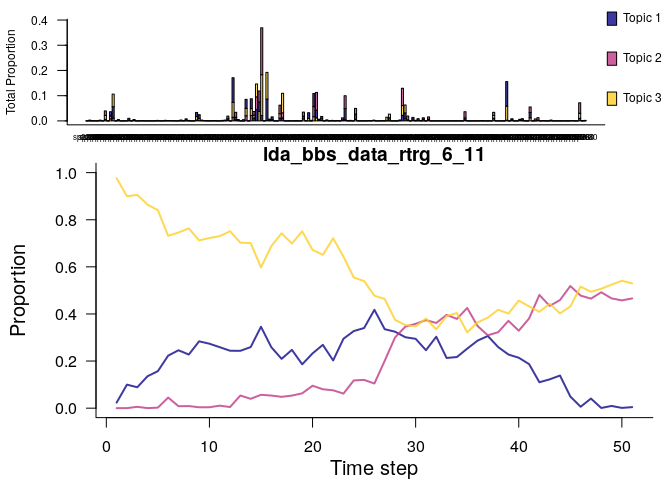 Total Proportion
0.4
0.3
0.2
0.1
0.0
Topic 1
Topic 2
Topic 3
lda_bbs_data_rtrg_6_11
Proportion
1.0
0.8
0.6
0.4
0.2
0.0
0 10 20 30 40 50
Time step